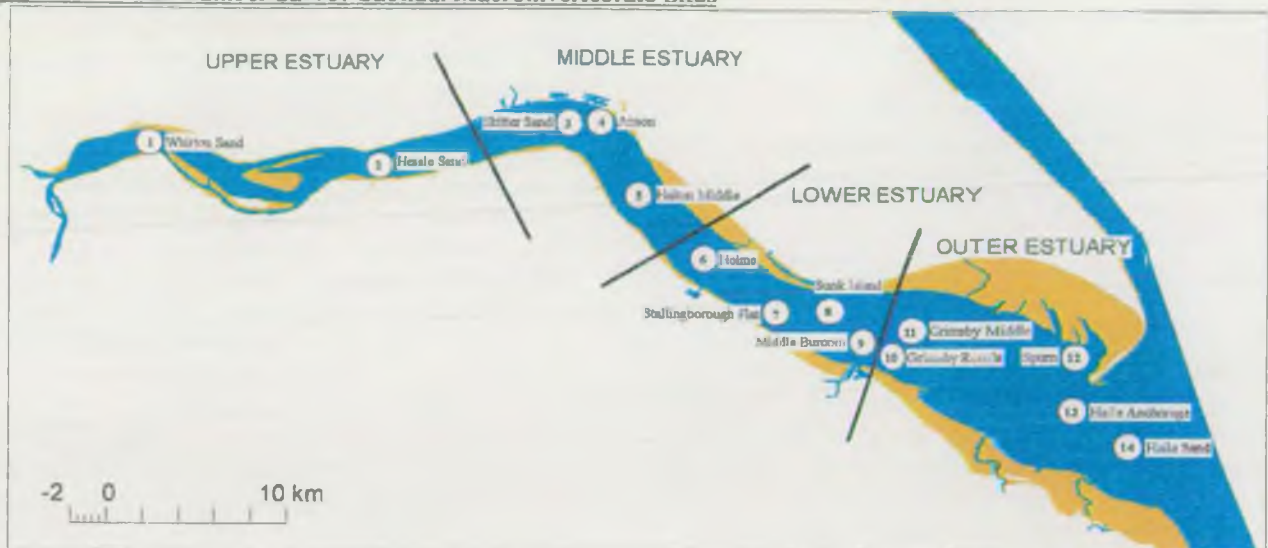 UPPER ESTUARY
MIDDLE ESTUARY
LOWER ESTUARY
OUTER ESTUARY
1 Whitton Sand
2 Hessle Sand
Skitter Sand 3
4
5 Halton Middle
6 Holme
Stallingborough Flat 7
Sunk Island
8
Middle Burcom 9
10 Grimsby Roads
11 Grimsby Middle
Spurn 12
13 Haile Anchorage
14 Haile Sand
-2 0 10 km